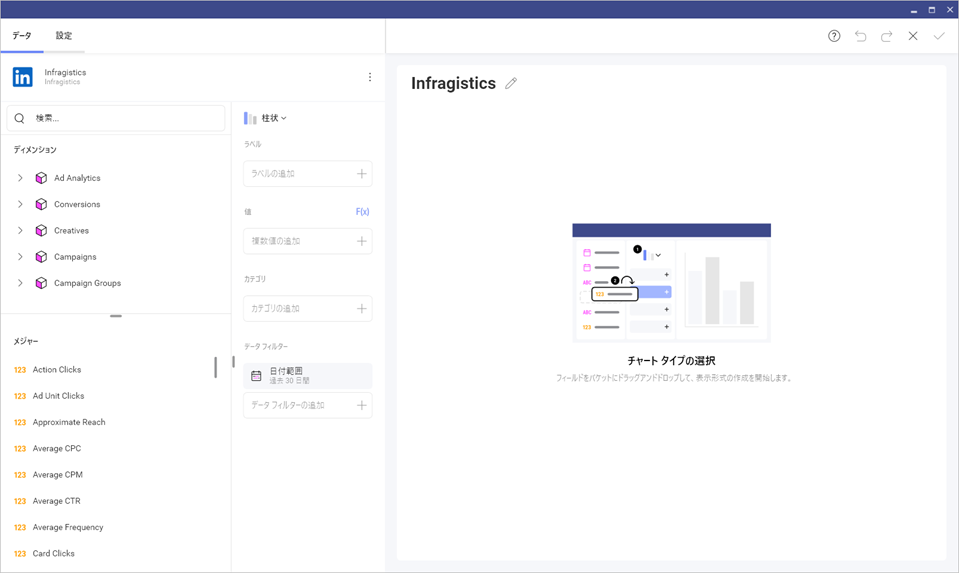 データ
設定
in
Infragistics
Infragistics
検索...
ディメンション
Ad Analytics
Conversions
Creatives
Campaigns
Campaign Groups
メジャー
123 Action Clicks
123 Ad Unit Clicks
123 Approximate Reach
123 Average CPC
123 Average CPM
123 Average CTR
123 Average Frequency
123 Card Clicks
柱状
ラベル
ラベルの追加
値
F(x)
複数値の追加
カテゴリ
カテゴリの追加
データ フィルター
日付範囲
過去 30 日間
データ フィルターの追加
Infragistics
1
ABC
2
123
ABC
123
チャート タイプの選択
フィールドをバケットにドラッグアンドドロップして、表示形式の作成を開始します。